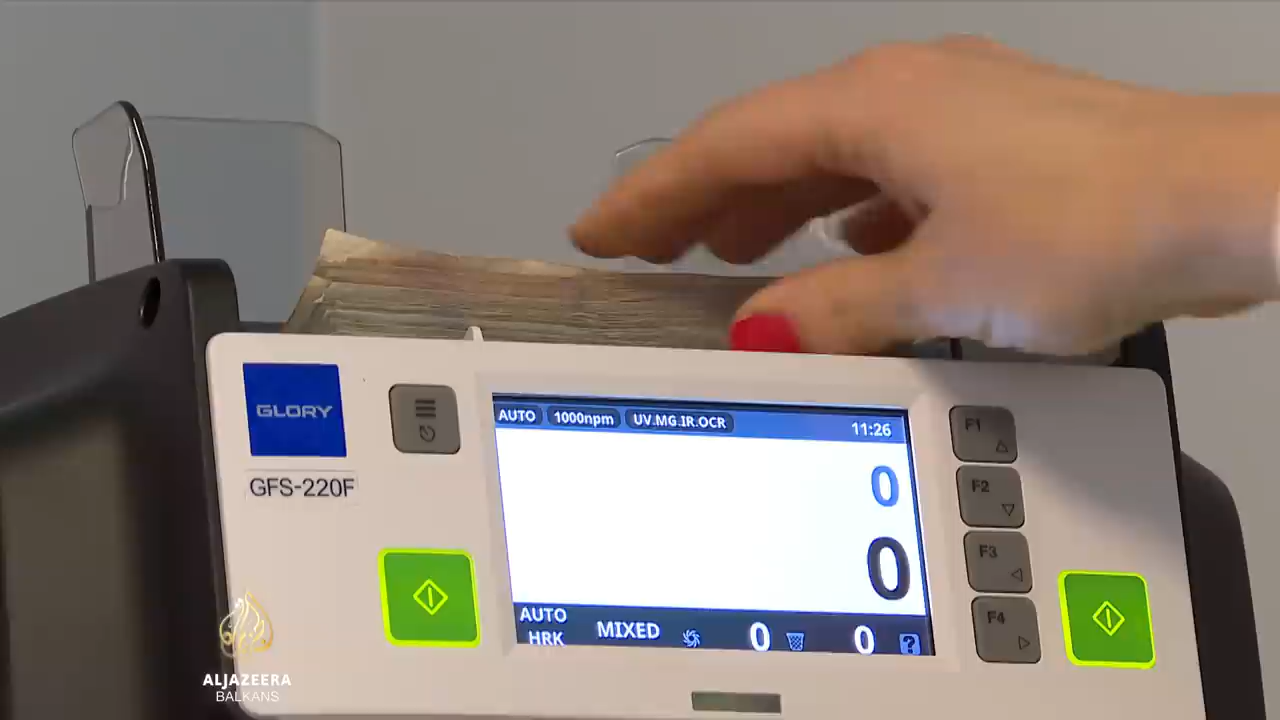 GLORY
GFS-220F
AUTO 1000npm UV.MG.IR.OCR 11:26
0
0
AUTO
HRK MIXED 0 0 ?
F1
F2
F3
F4
ALJAZEERA
BALKANS